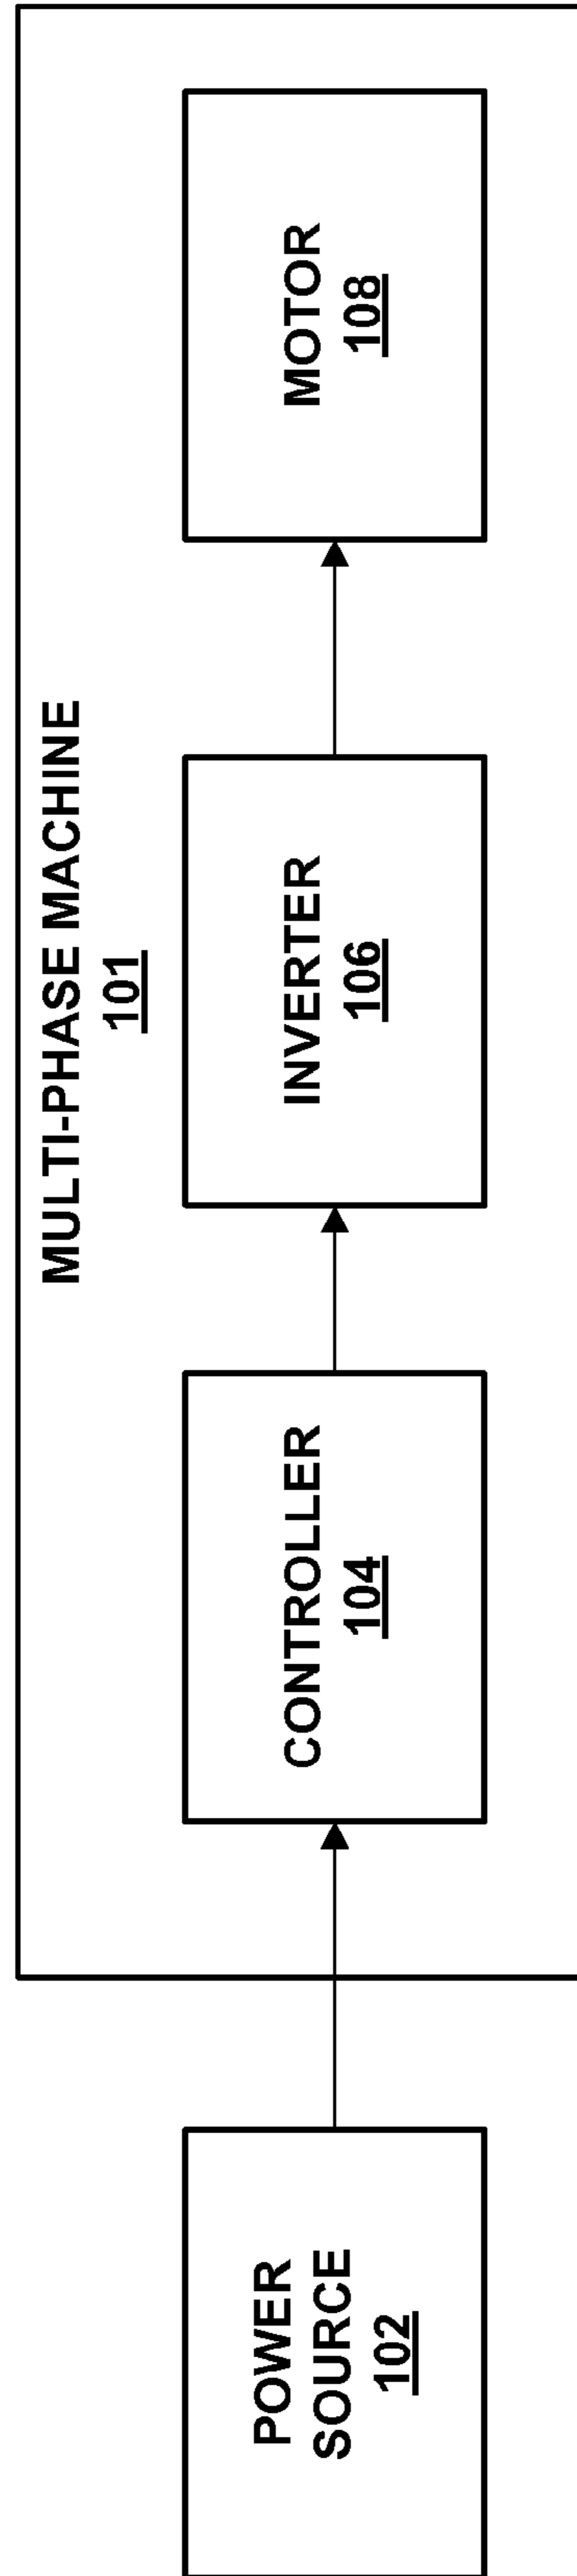 MULTI-PHASE MACHINE
101
POWER
SOURCE
102
CONTROLLER
104
INVERTER
106
MOTOR
108